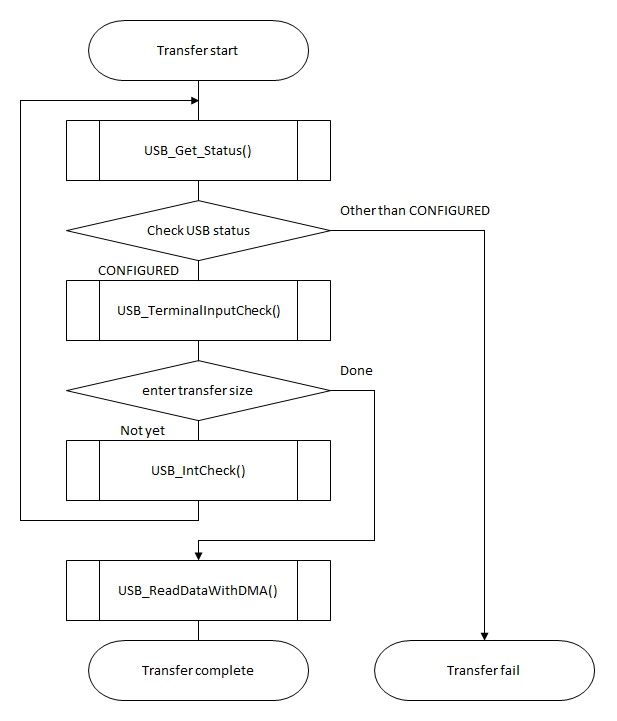 Transfer start
USB_Get_Status()
Check USB status
Other than CONFIGURED
CONFIGURED
USB_TerminalInputCheck()
enter transfer size
Done
Not yet
USB_IntCheck()
USB_ReadDataWithDMA()
Transfer complete
Transfer fail